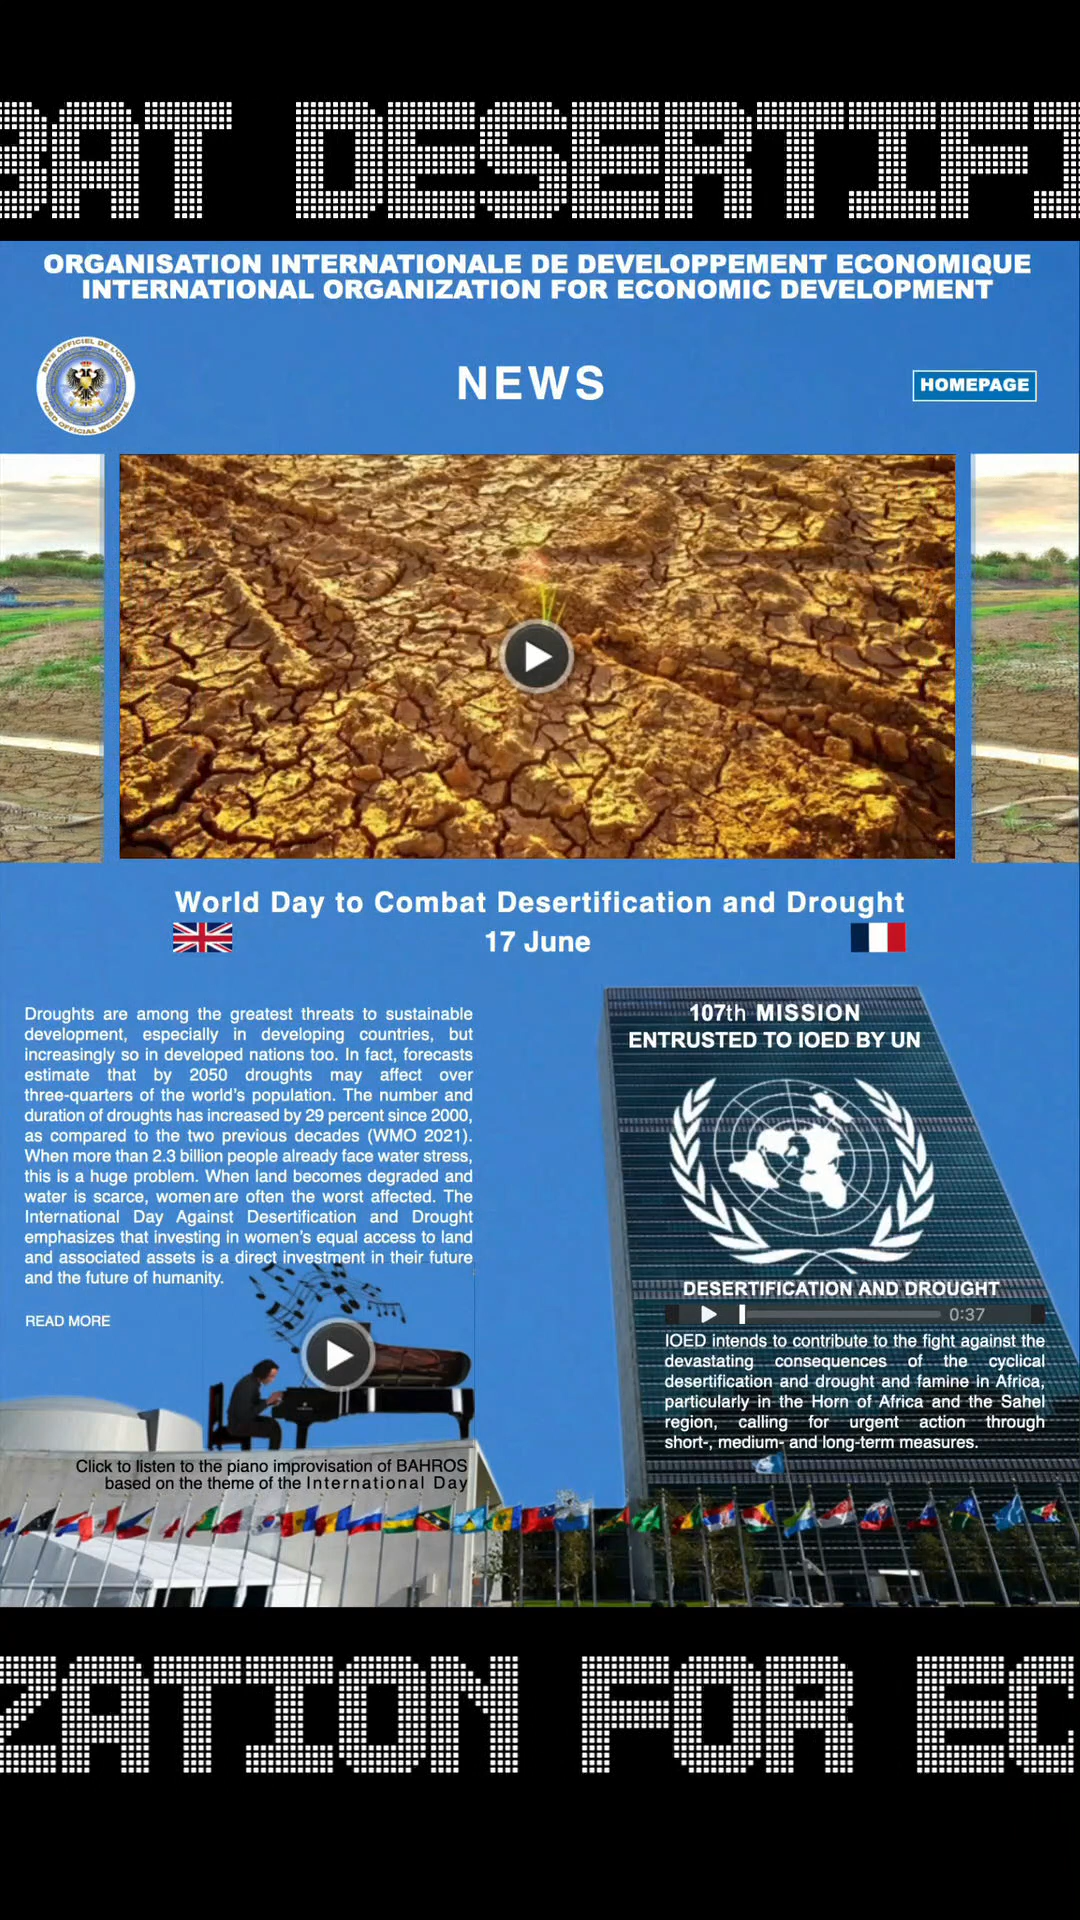 BAT DESERTIFI
ORGANISATION INTERNATIONALE DE DEVELOPPEMENT ECONOMIQUE
INTERNATIONAL ORGANIZATION FOR ECONOMIC DEVELOPMENT
SITE OFFICIEL DE L'OIDE
IOED OFFICIAL WEBSITE
NEWS
HOMEPAGE
World Day to Combat Desertification and Drought
17 June
Droughts are among the greatest threats to sustainable
development, especially in developing countries, but
increasingly so in developed nations too. In fact, forecasts
estimate that by 2050 droughts may affect over
three-quarters of the world's population. The number and
duration of droughts has increased by 29 percent since 2000,
as compared to the two previous decades (WMO 2021).
When more than 2.3 billion people already face water stress,
this is a huge problem. When land becomes degraded and
water is scarce, women are often the worst affected. The
International Day Against Desertification and Drought
emphasizes that investing in women's equal access to land
and associated assets is a direct investment in their future
and the future of humanity.
READ MORE
Click to listen to the piano improvisation of BAHROS
based on the theme of the International Day
107th MISSION
ENTRUSTED TO IOED BY UN
DESERTIFICATION AND DROUGHT
0:37
IOED intends to contribute to the fight against the
devastating consequences of the cyclical
desertification and drought and famine in Africa,
particularly in the Horn of Africa and the Sahel
region, calling for urgent action through
short-, medium- and long-term measures.
ZATION FOR EC